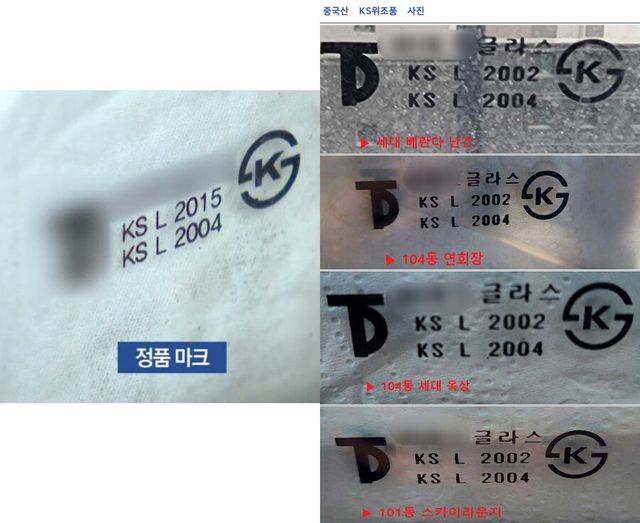 KS L 2015
KS L 2004
정품 마크
중국산 KS위조품 사진
글라스
KS L 2002
KS L 2004
▶ 세대 베란다 난간
글라스
KS L 2002
KS L 2004
▶ 104동 연회장
글라스
KS L 2002
KS L 2004
▶ 104동 세대 옥상
글라스
KS L 2002
KS L 2004
▶ 101동 스카이라운지